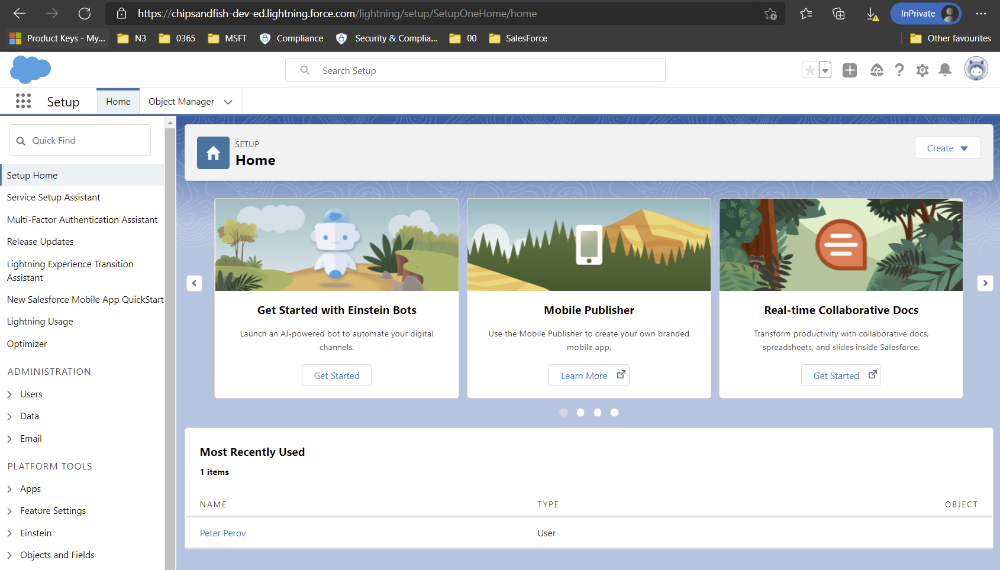 https://chipsandfish-dev-ed.lightning.force.com/lightning/setup/SetupOneHome/home
InPrivate
Product Keys - My...
N3
0365
MSFT
Compliance
Security & Complia...
00
SalesForce
Other favourites
Search Setup
Setup
Home
Object Manager
Quick Find
Setup Home
Service Setup Assistant
Multi-Factor Authentication Assistant
Release Updates
Lightning Experience Transition
Assistant
New Salesforce Mobile App QuickStart
Lightning Usage
Optimizer
ADMINISTRATION
Users
Data
Email
PLATFORM TOOLS
Apps
Feature Settings
Einstein
Objects and Fields
SETUP
Home
Create
Get Started with Einstein Bots
Launch an AI-powered bot to automate your digital
channels.
Get Started
Mobile Publisher
Use the Mobile Publisher to create your own branded
mobile app.
Learn More
Real-time Collaborative Docs
Transform productivity with collaborative docs,
spreadsheets, and slides inside Salesforce.
Get Started
Most Recently Used
1 items
NAME
TYPE
OBJECT
Peter Perov
User